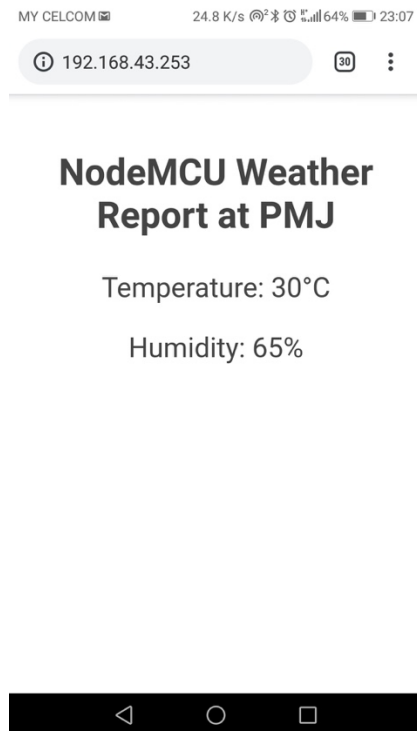 MY CELCOM 24.8 K/s 2 64% 23:07
192.168.43.253 30
NodeMCU Weather
Report at PMJ
Temperature: 30°C
Humidity: 65%